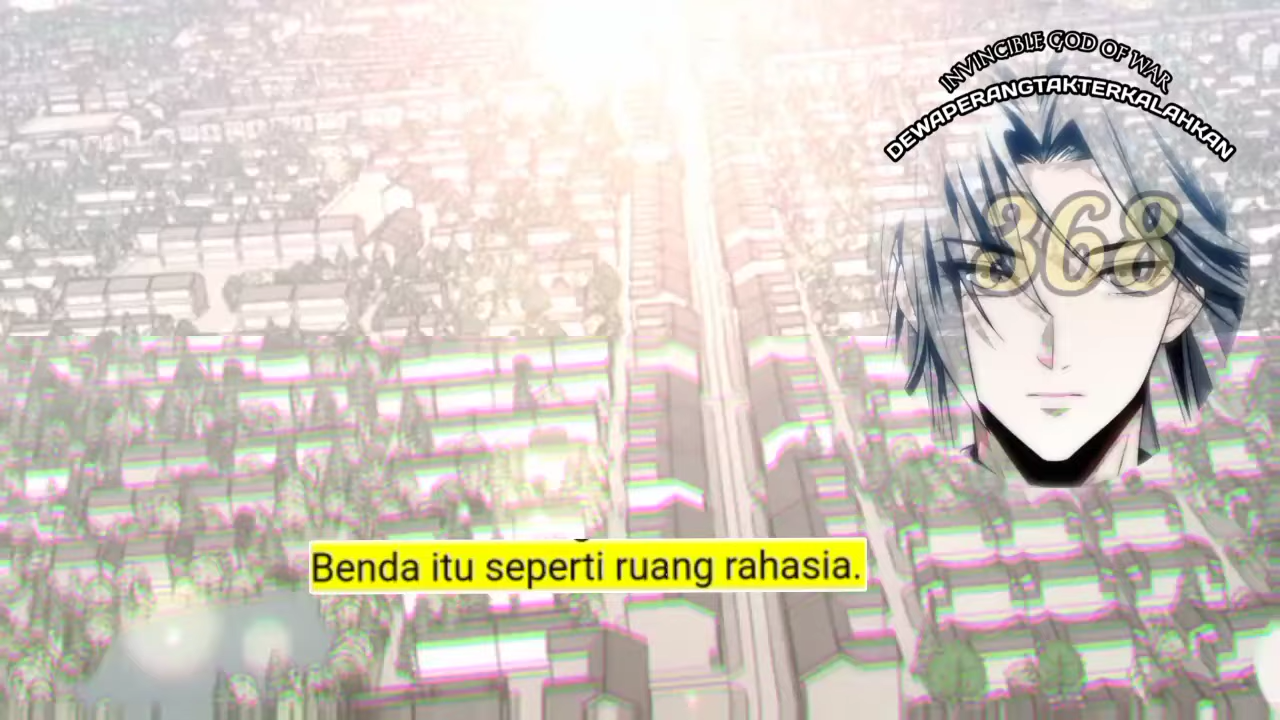 INVINCIBLE GOD OF WAR
DEWAPERANGTAKTERKALAHKAN
368
Benda itu seperti ruang rahasia.